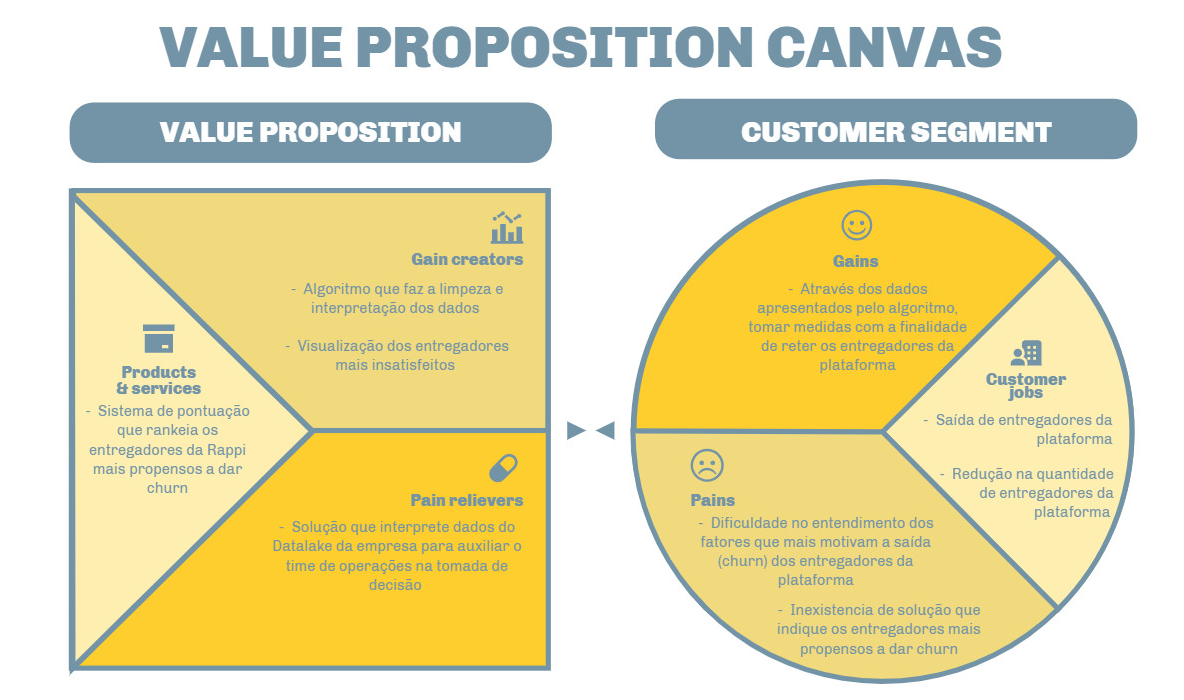 VALUE PROPOSITION CANVAS
VALUE PROPOSITION
Gain creators
- Algoritmo que faz a limpeza e
interpretação dos dados
- Visualização dos entregadores
mais insatisfeitos
Products
& services
- Sistema de pontuação
que rankeia os
entregadores da Rappi
mais propensos a dar
churn
Pain relievers
- Solução que interprete dados do
Datalake da empresa para auxiliar o
time de operações na tomada de
decisão
CUSTOMER SEGMENT
Gains
- Através dos dados
apresentados pelo algoritmo,
tomar medidas com a finalidade
de reter os entregadores da
plataforma
Customer
jobs
- Saída de entregadores da
plataforma
- Redução na quantidade
de entregadores da
plataforma
Pains
- Dificuldade no entendimento dos
fatores que mais motivam a saída
(churn) dos entregadores da
plataforma
- Inexistencia de solução que
indique os entregadores mais
propensos a dar churn